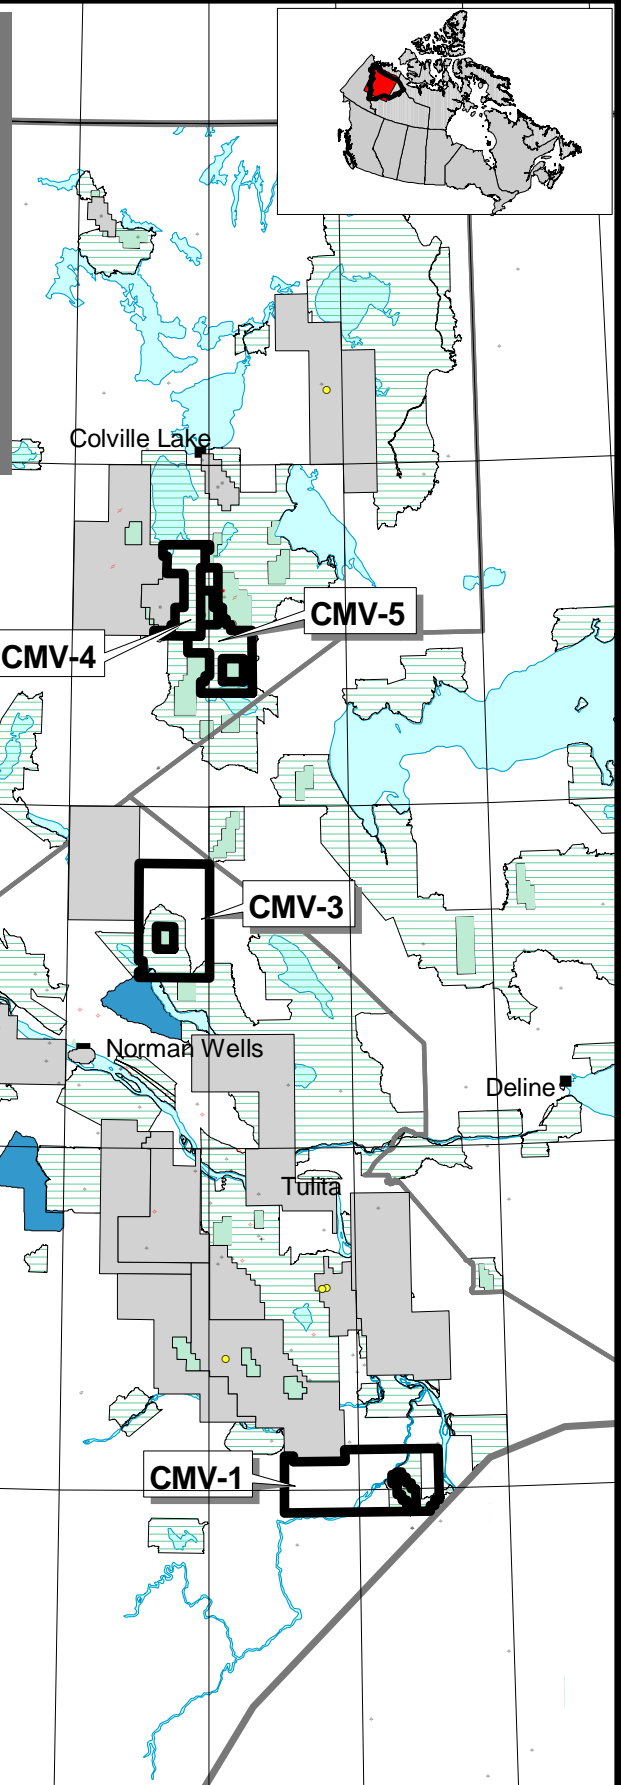 Colville Lake
CMV-5
CMV-4
CMV-3
Norman Wells
Deline
Tulita
CMV-1